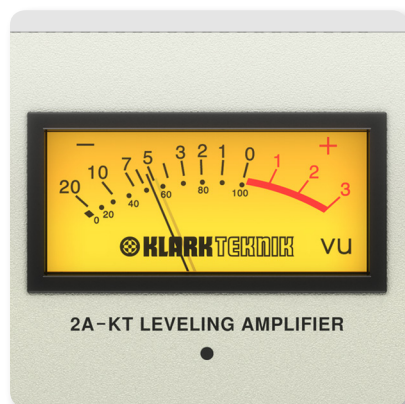 − +
20 10 7 5 3 2 1 0 1 2 3
0 20 40 60 80 100
KLARK TEKNIK vu
2A-KT LEVELING AMPLIFIER